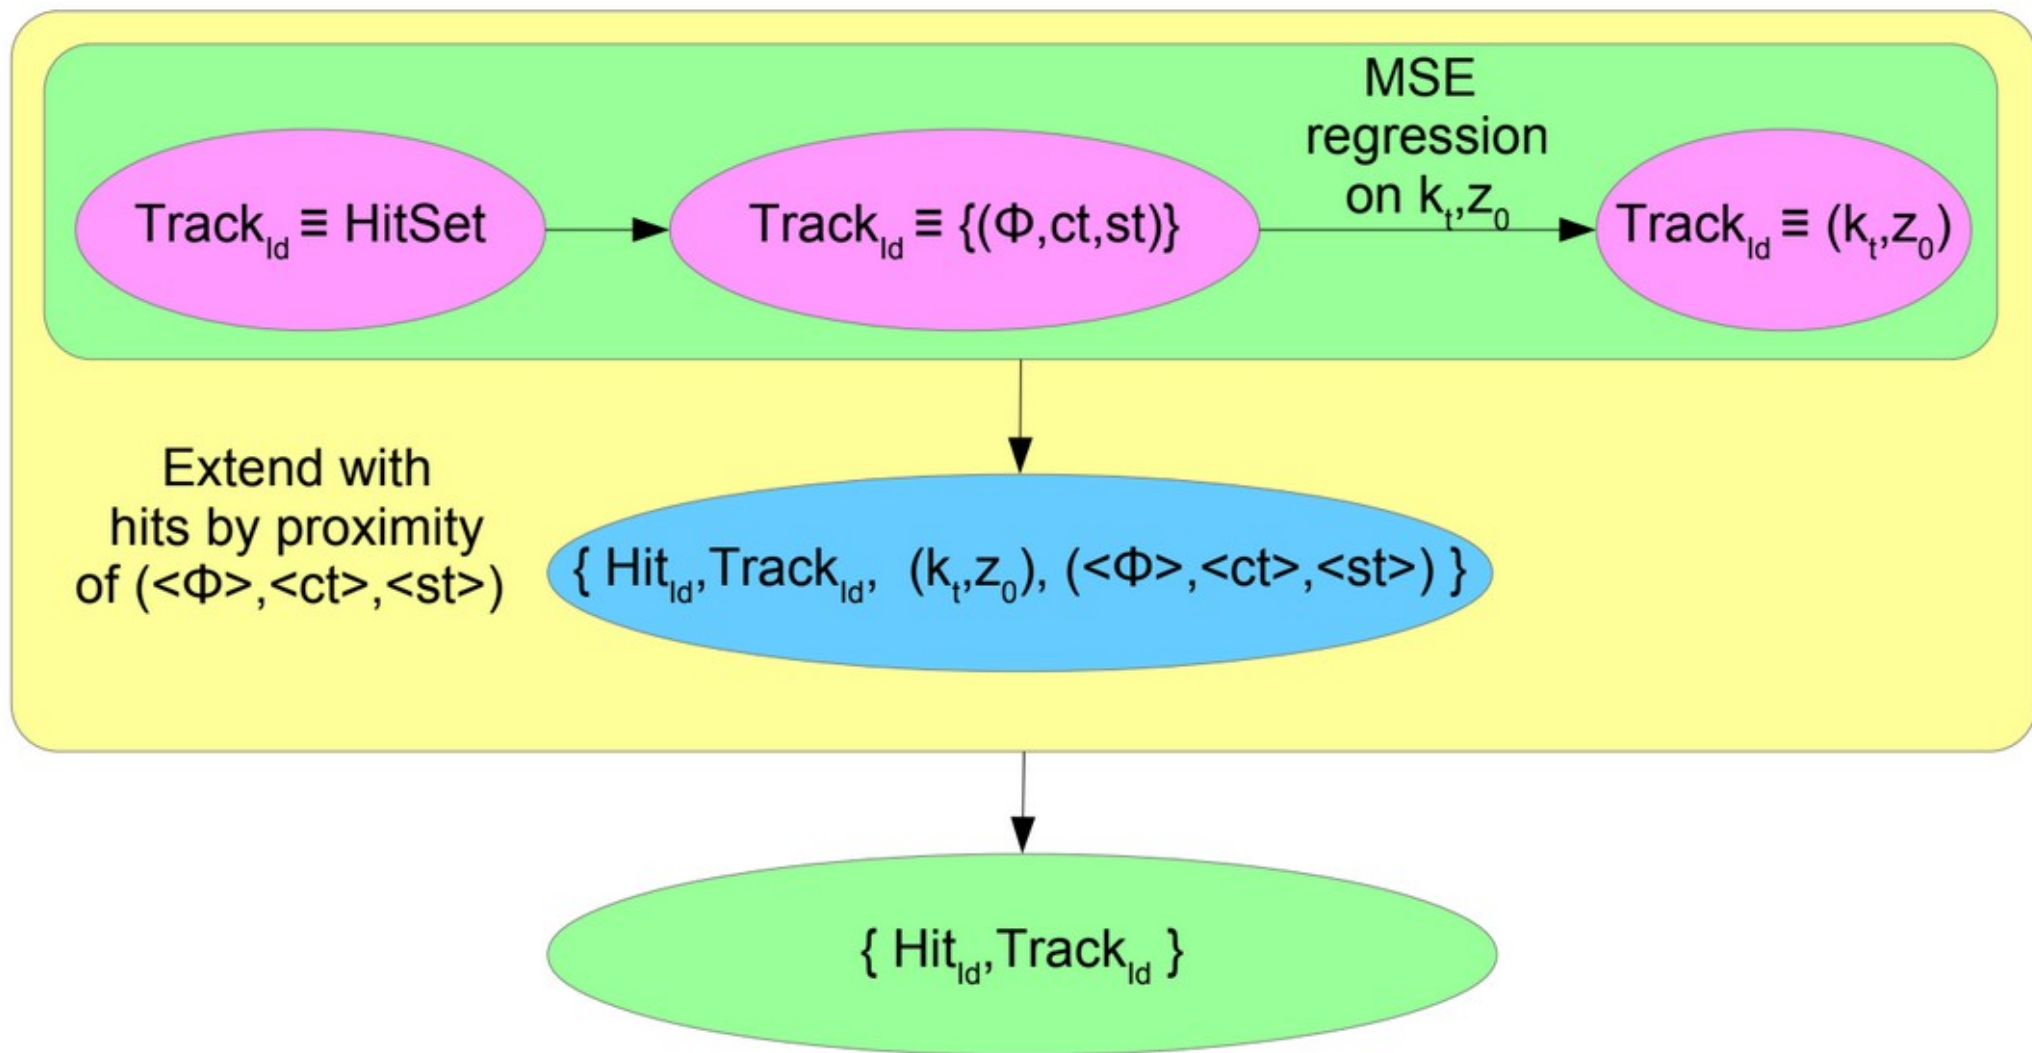 MSE
regression
on kt,z0
TrackId ≡ HitSet
TrackId ≡ {(Φ,ct,st)}
TrackId ≡ (kt,z0)
Extend with
hits by proximity
of (<Φ>,<ct>,<st>)
{ HitId,TrackId, (kt,z0), (<Φ>,<ct>,<st>) }
{ HitId,TrackId }